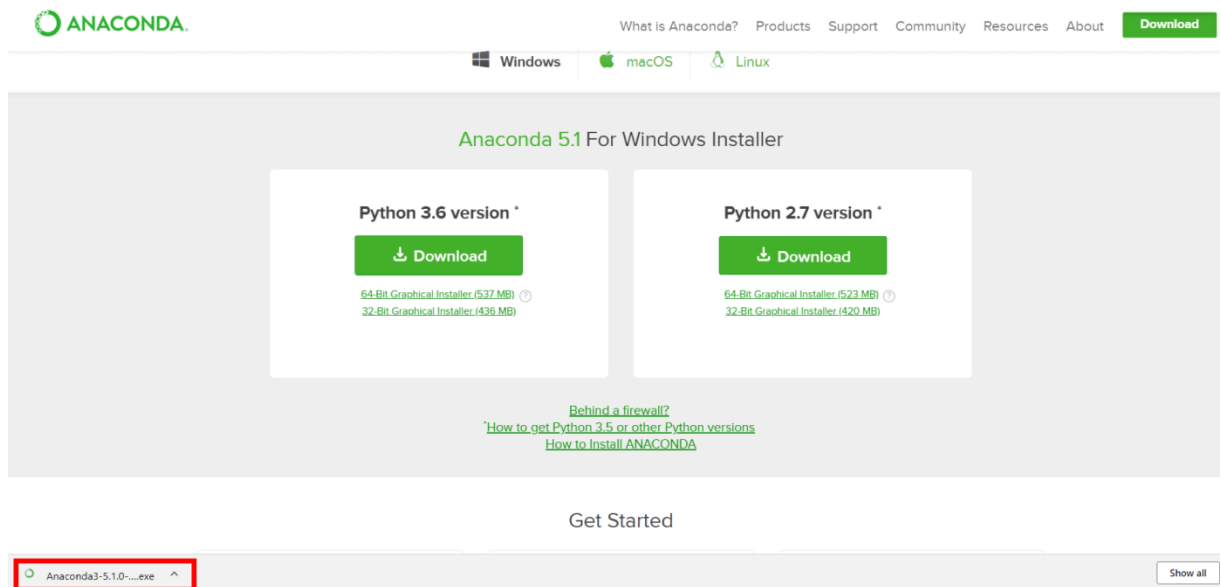 ANACONDA.
What is Anaconda? Products Support Community Resources About Download
Windows macOS Linux
Anaconda 5.1 For Windows Installer
Python 3.6 version *
Download
64-Bit Graphical Installer (537 MB) ?
32-Bit Graphical Installer (436 MB)
Python 2.7 version *
Download
64-Bit Graphical Installer (523 MB) ?
32-Bit Graphical Installer (420 MB)
Behind a firewall?
*How to get Python 3.5 or other Python versions
How to Install ANACONDA
Get Started
Anaconda3-5.1.0-....exe
Show all